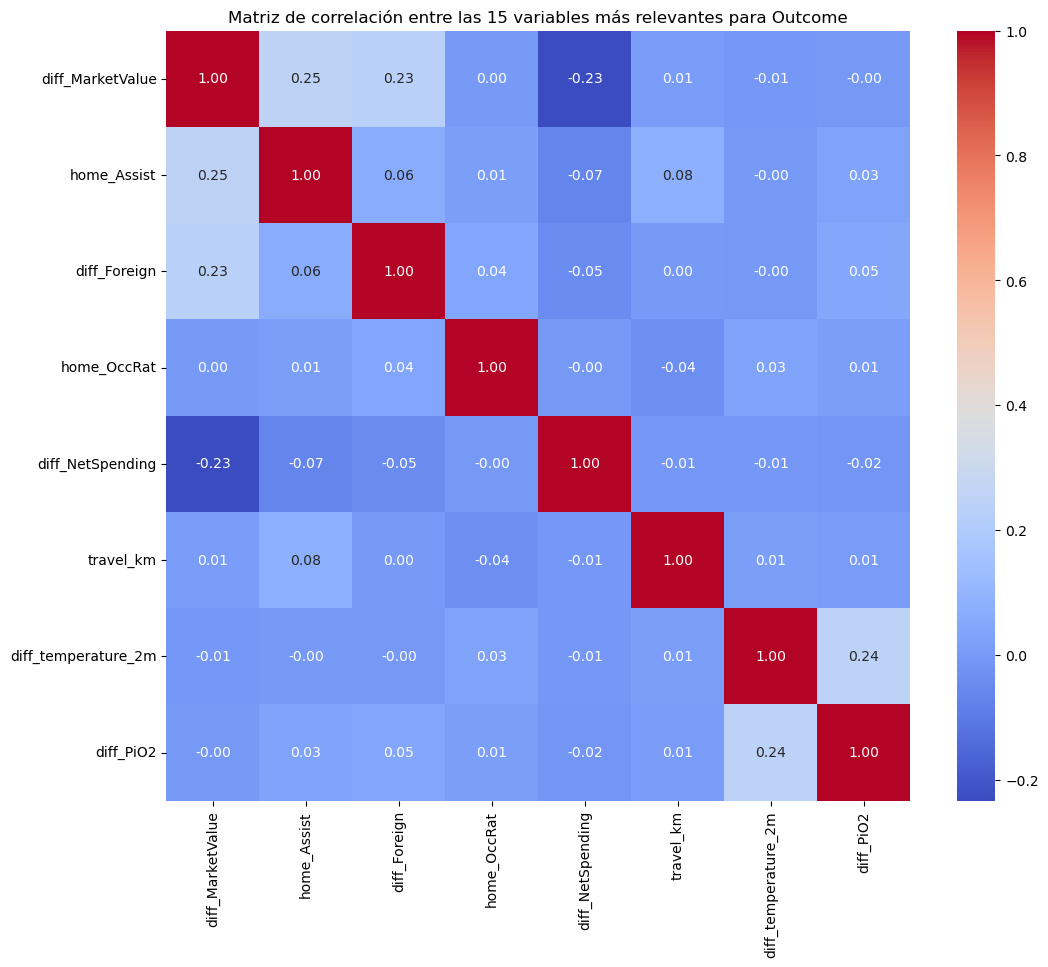 Matriz de correlación entre las 15 variables más relevantes para Outcome
diff_MarketValue 1.00 0.25 0.23 0.00 -0.23 0.01 -0.01 -0.00
home_Assist 0.25 1.00 0.06 0.01 -0.07 0.08 -0.00 0.03
diff_Foreign 0.23 0.06 1.00 0.04 -0.05 0.00 -0.00 0.05
home_OccRat 0.00 0.01 0.04 1.00 -0.00 -0.04 0.03 0.01
diff_NetSpending -0.23 -0.07 -0.05 -0.00 1.00 -0.01 -0.01 -0.02
travel_km 0.01 0.08 0.00 -0.04 -0.01 1.00 0.01 0.01
diff_temperature_2m -0.01 -0.00 -0.00 0.03 -0.01 0.01 1.00 0.24
diff_PiO2 -0.00 0.03 0.05 0.01 -0.02 0.01 0.24 1.00
diff_MarketValue
home_Assist
diff_Foreign
home_OccRat
diff_NetSpending
travel_km
diff_temperature_2m
diff_PiO2
1.0
0.8
0.6
0.4
0.2
0.0
−0.2